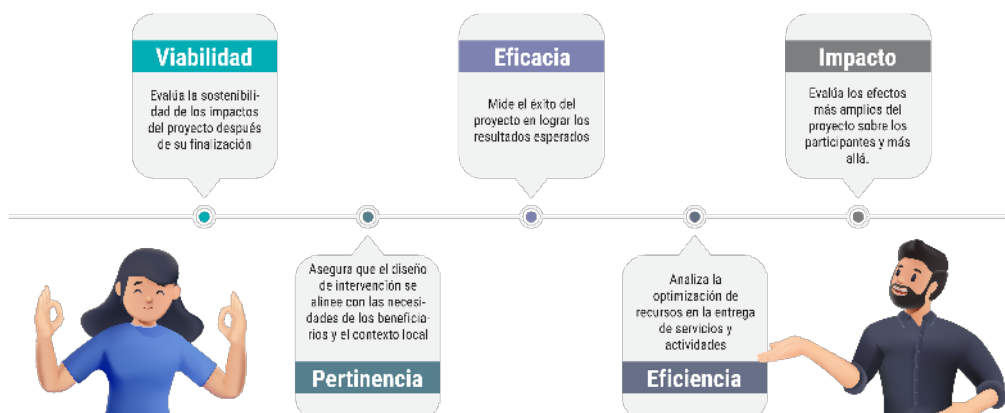 Viabilidad
Evalúa la sostenibili-
dad de los impactos
del proyecto después
de su finalización
Eficacia
Mide el éxito del
proyecto en lograr los
resultados esperados
Impacto
Evalúa los efectos
más amplios del
proyecto sobre los
participantes y más
allá.
Asegura que el diseño
de intervención se
alinee con las necesi-
dades de los beneficia-
rios y el contexto local
Pertinencia
Analiza la
optimización de
recursos en la entrega
de servicios y
actividades
Eficiencia